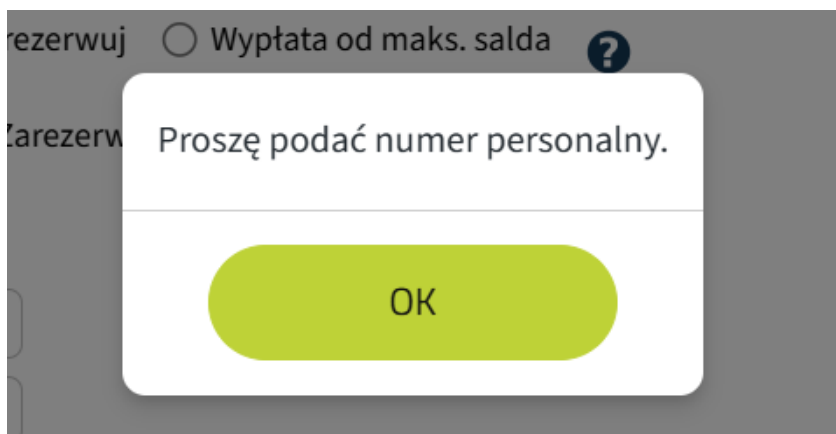 rezerwuj Wypłata od maks. salda ?
Zarezerw
Proszę podać numer personalny.
OK